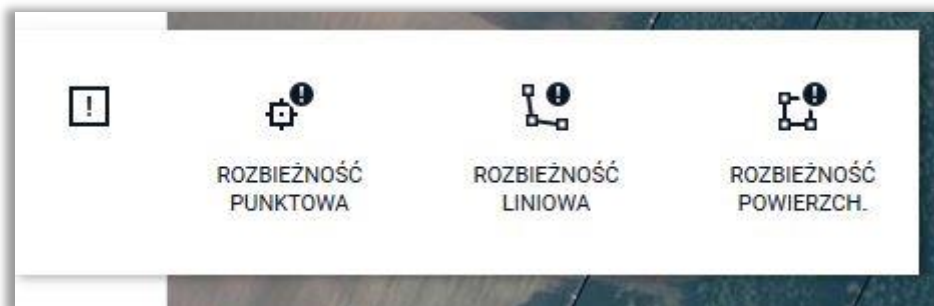 ROZBIEŻNOŚĆ
PUNKTOWA
ROZBIEŻNOŚĆ
LINIOWA
ROZBIEŻNOŚĆ
POWIERZCH.